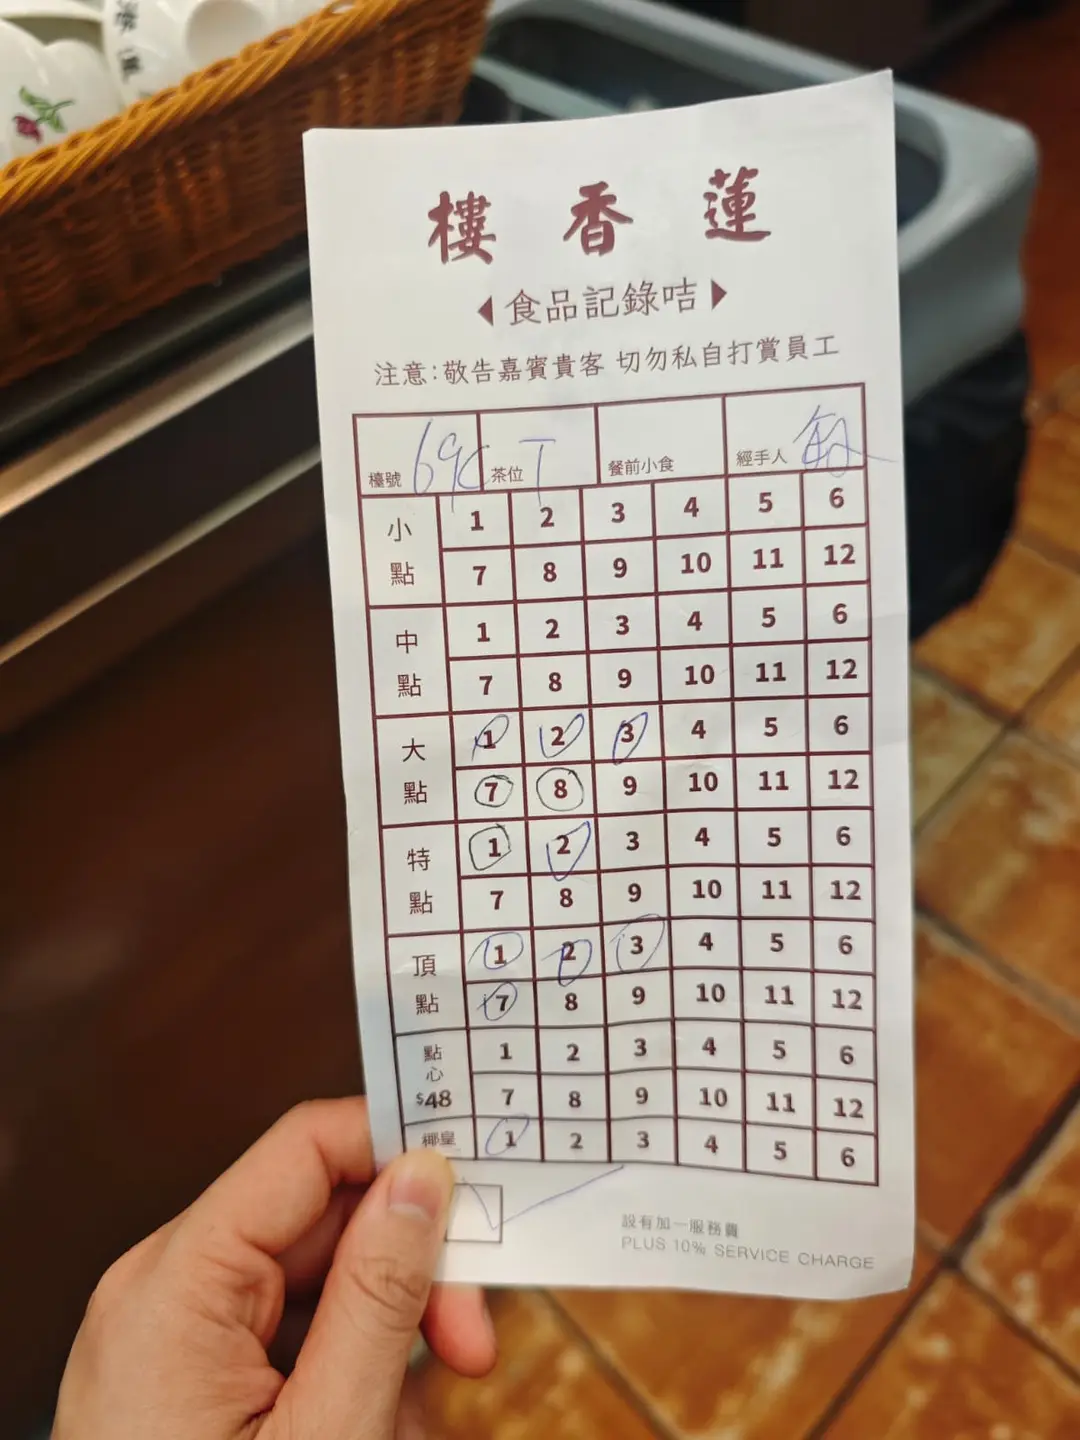 樓 香 蓮
食品記錄咭
注意:敬告嘉賓貴客 切勿私自打賞員工
檯號 69C 茶位 T 餐前小食 經手人 敏
小點 1 2 3 4 5 6
7 8 9 10 11 12
中點 1 2 3 4 5 6
7 8 9 10 11 12
大點 1 2 3 4 5 6
7 8 9 10 11 12
特點 1 2 3 4 5 6
7 8 9 10 11 12
頂點 1 2 3 4 5 6
7 8 9 10 11 12
點心 $48 1 2 3 4 5 6
7 8 9 10 11 12
椰皇 1 2 3 4 5 6
設有加一服務費
PLUS 10% SERVICE CHARGE